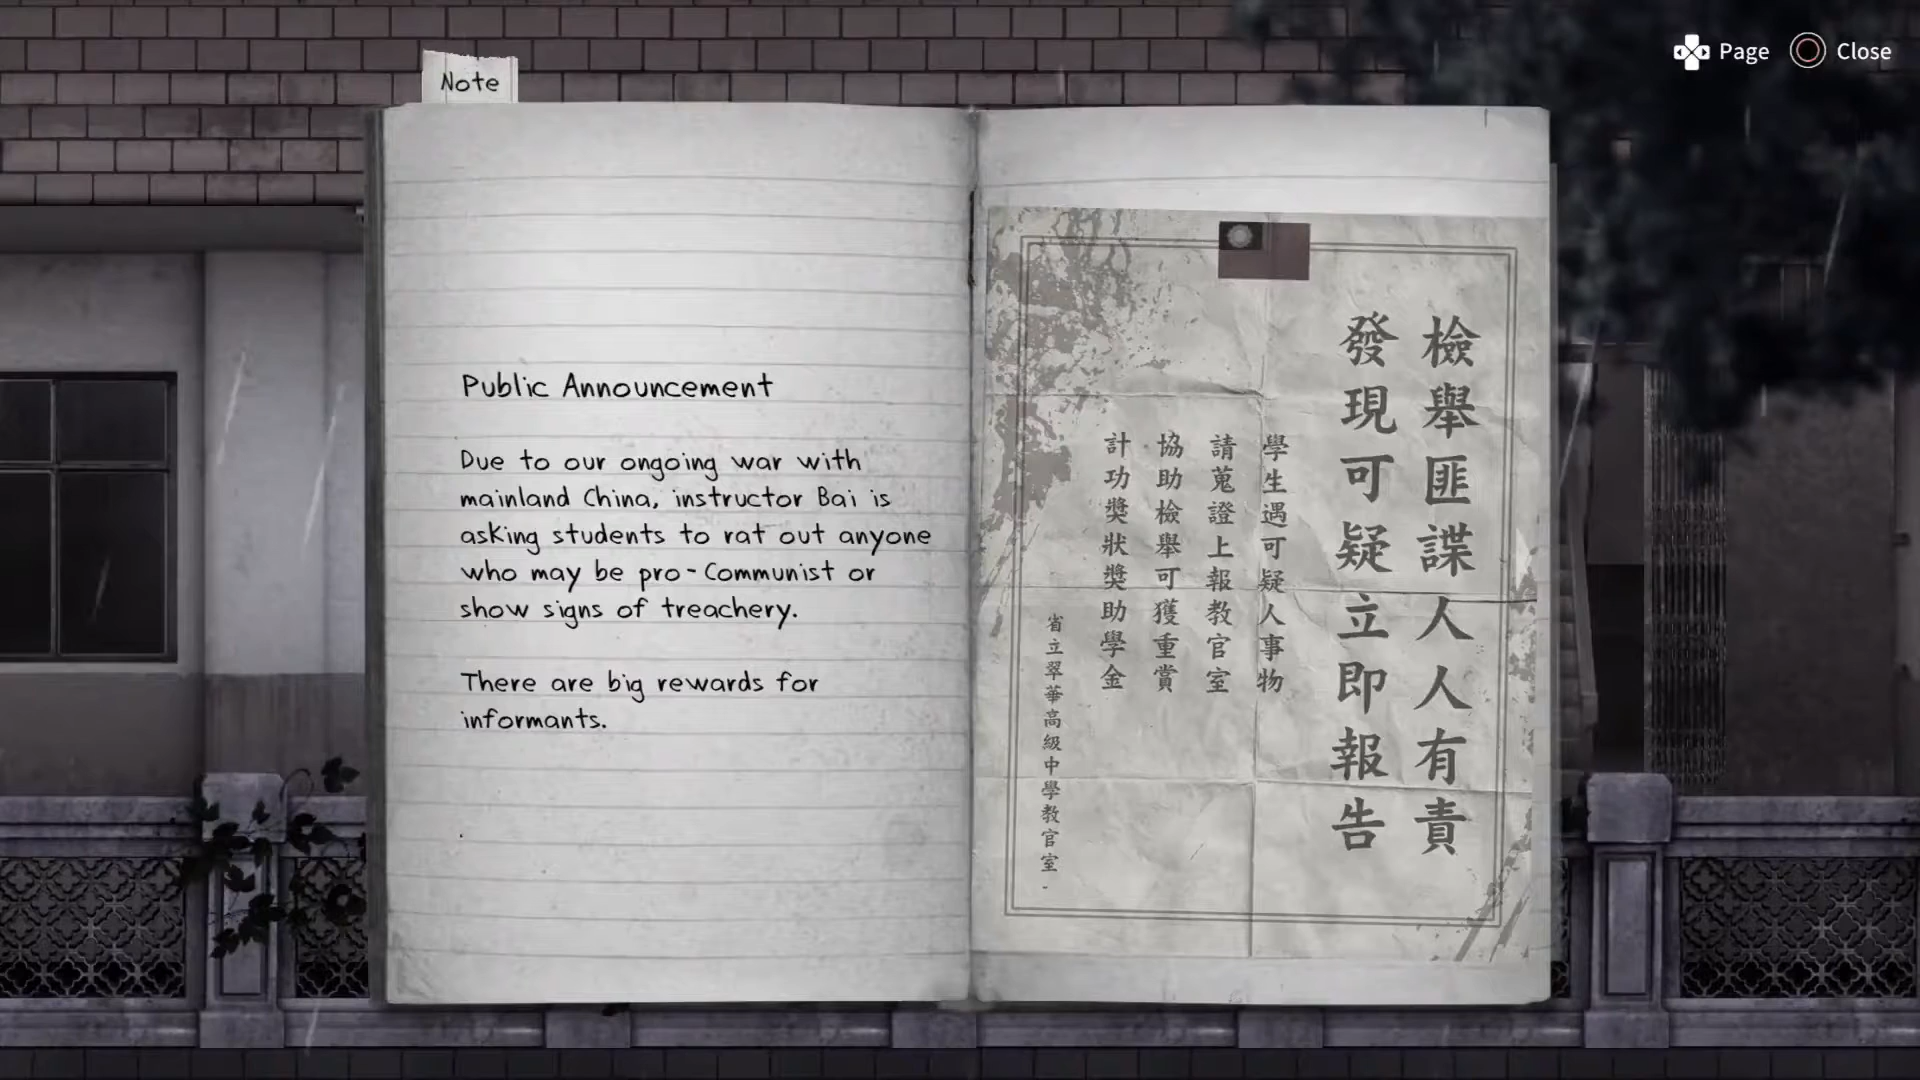 Page
Close
Note
Public Announcement
Due to our ongoing war with
mainland China, instructor Bai is
asking students to rat out anyone
who may be pro-Communist or
show signs of treachery.
There are big rewards for
informants.
檢舉匪諜人人有責
發現可疑立即報告
學生遇可疑人事物
請蒐證上報教官室
協助檢舉可獲重賞
計功獎狀獎助學金
省立翠華高級中學教官室